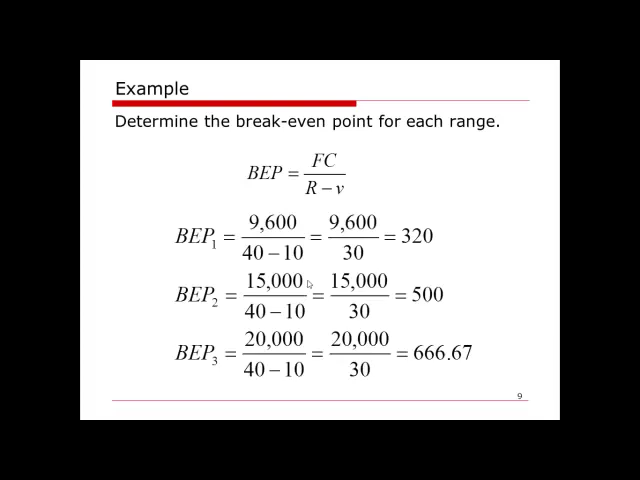 Example
Determine the break-even point for each range.
BEP = FC / (R − v)
BEP₁ = 9,600 / (40 − 10) = 9,600 / 30 = 320
BEP₂ = 15,000 / (40 − 10) = 15,000 / 30 = 500
BEP₃ = 20,000 / (40 − 10) = 20,000 / 30 = 666.67
9